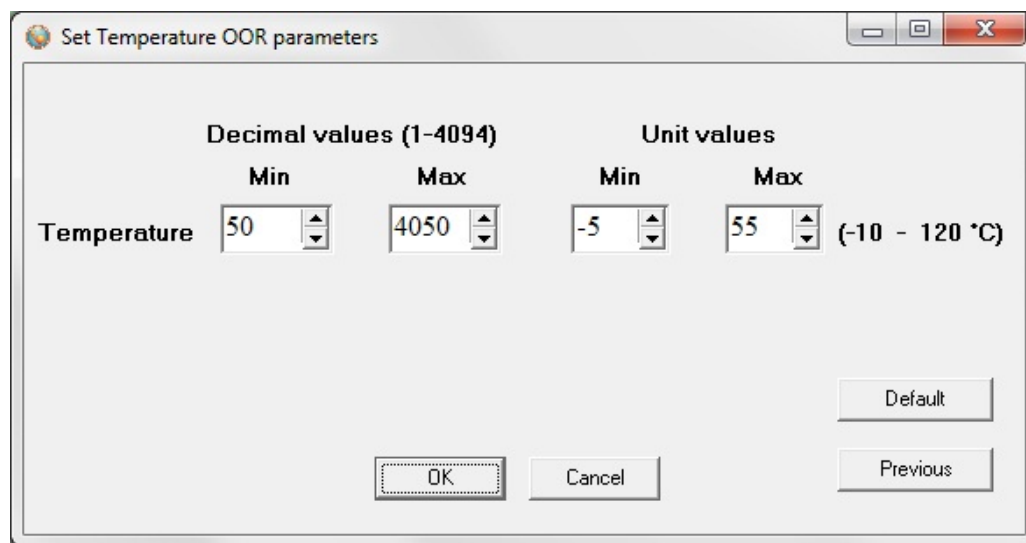 Set Temperature OOR parameters
Decimal values (1-4094) Unit values
Min Max Min Max
Temperature 50 4050 -5 55 (-10 - 120 °C)
Default
OK Cancel Previous